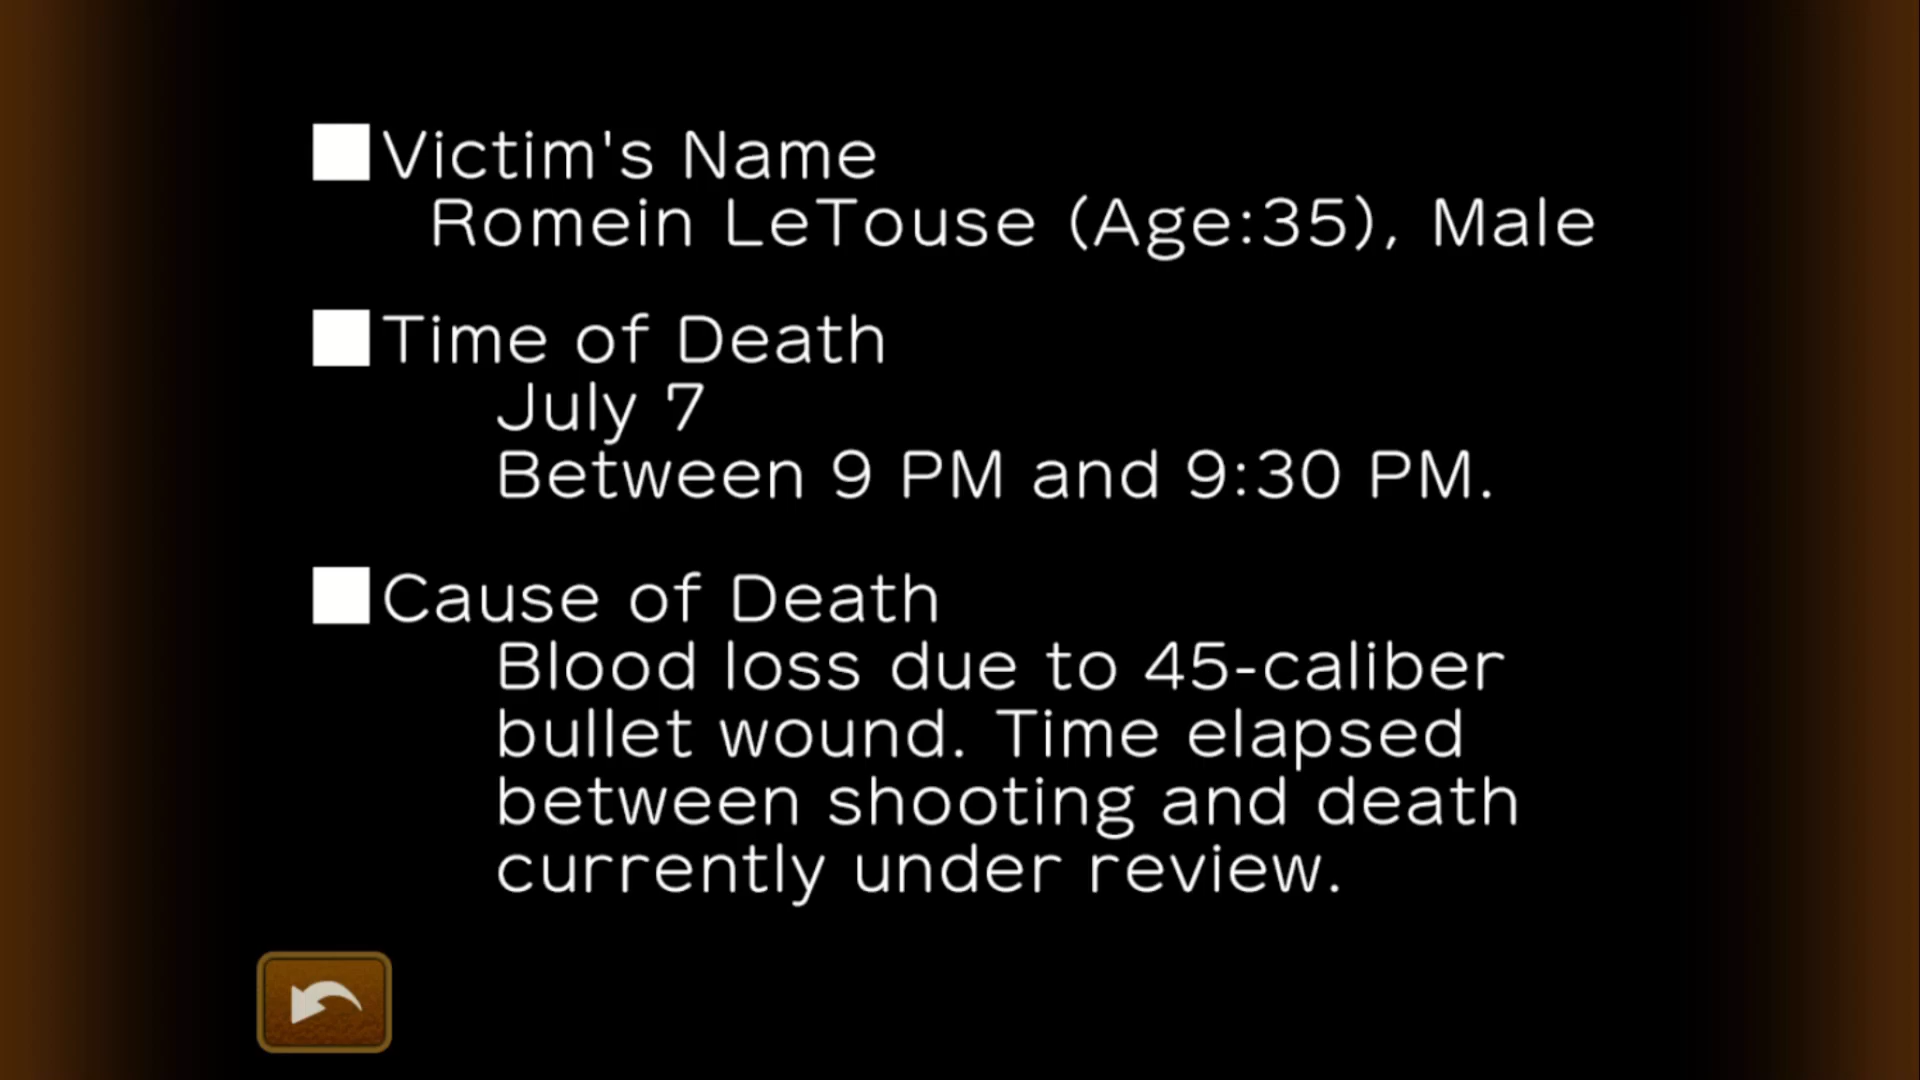 ■Victim's Name
Romein LeTouse (Age:35), Male
■Time of Death
July 7
Between 9 PM and 9:30 PM.
■Cause of Death
Blood loss due to 45-caliber
bullet wound. Time elapsed
between shooting and death
currently under review.